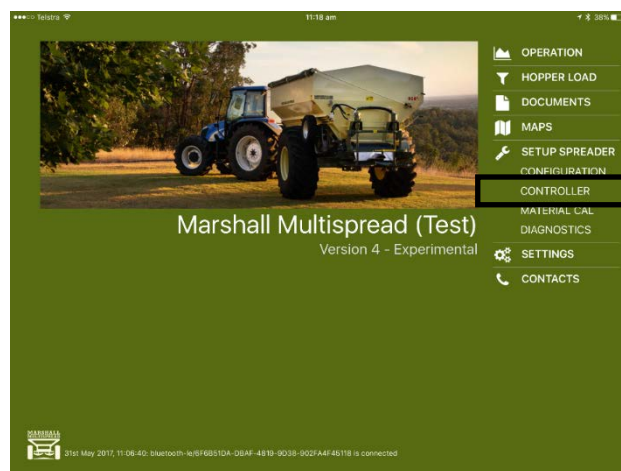 Telstra
11:18 am
38%
OPERATION
HOPPER LOAD
DOCUMENTS
MAPS
SETUP SPREADER
CONFIGURATION
CONTROLLER
MATERIAL CAL
DIAGNOSTICS
SETTINGS
CONTACTS
Marshall Multispread (Test)
Version 4 - Experimental
MARSHALL
MULTISPREAD
31st May 2017, 11:06:40: bluetooth-le/6F6B51DA-DBAF-4819-9D38-902FA4F46118 is connected